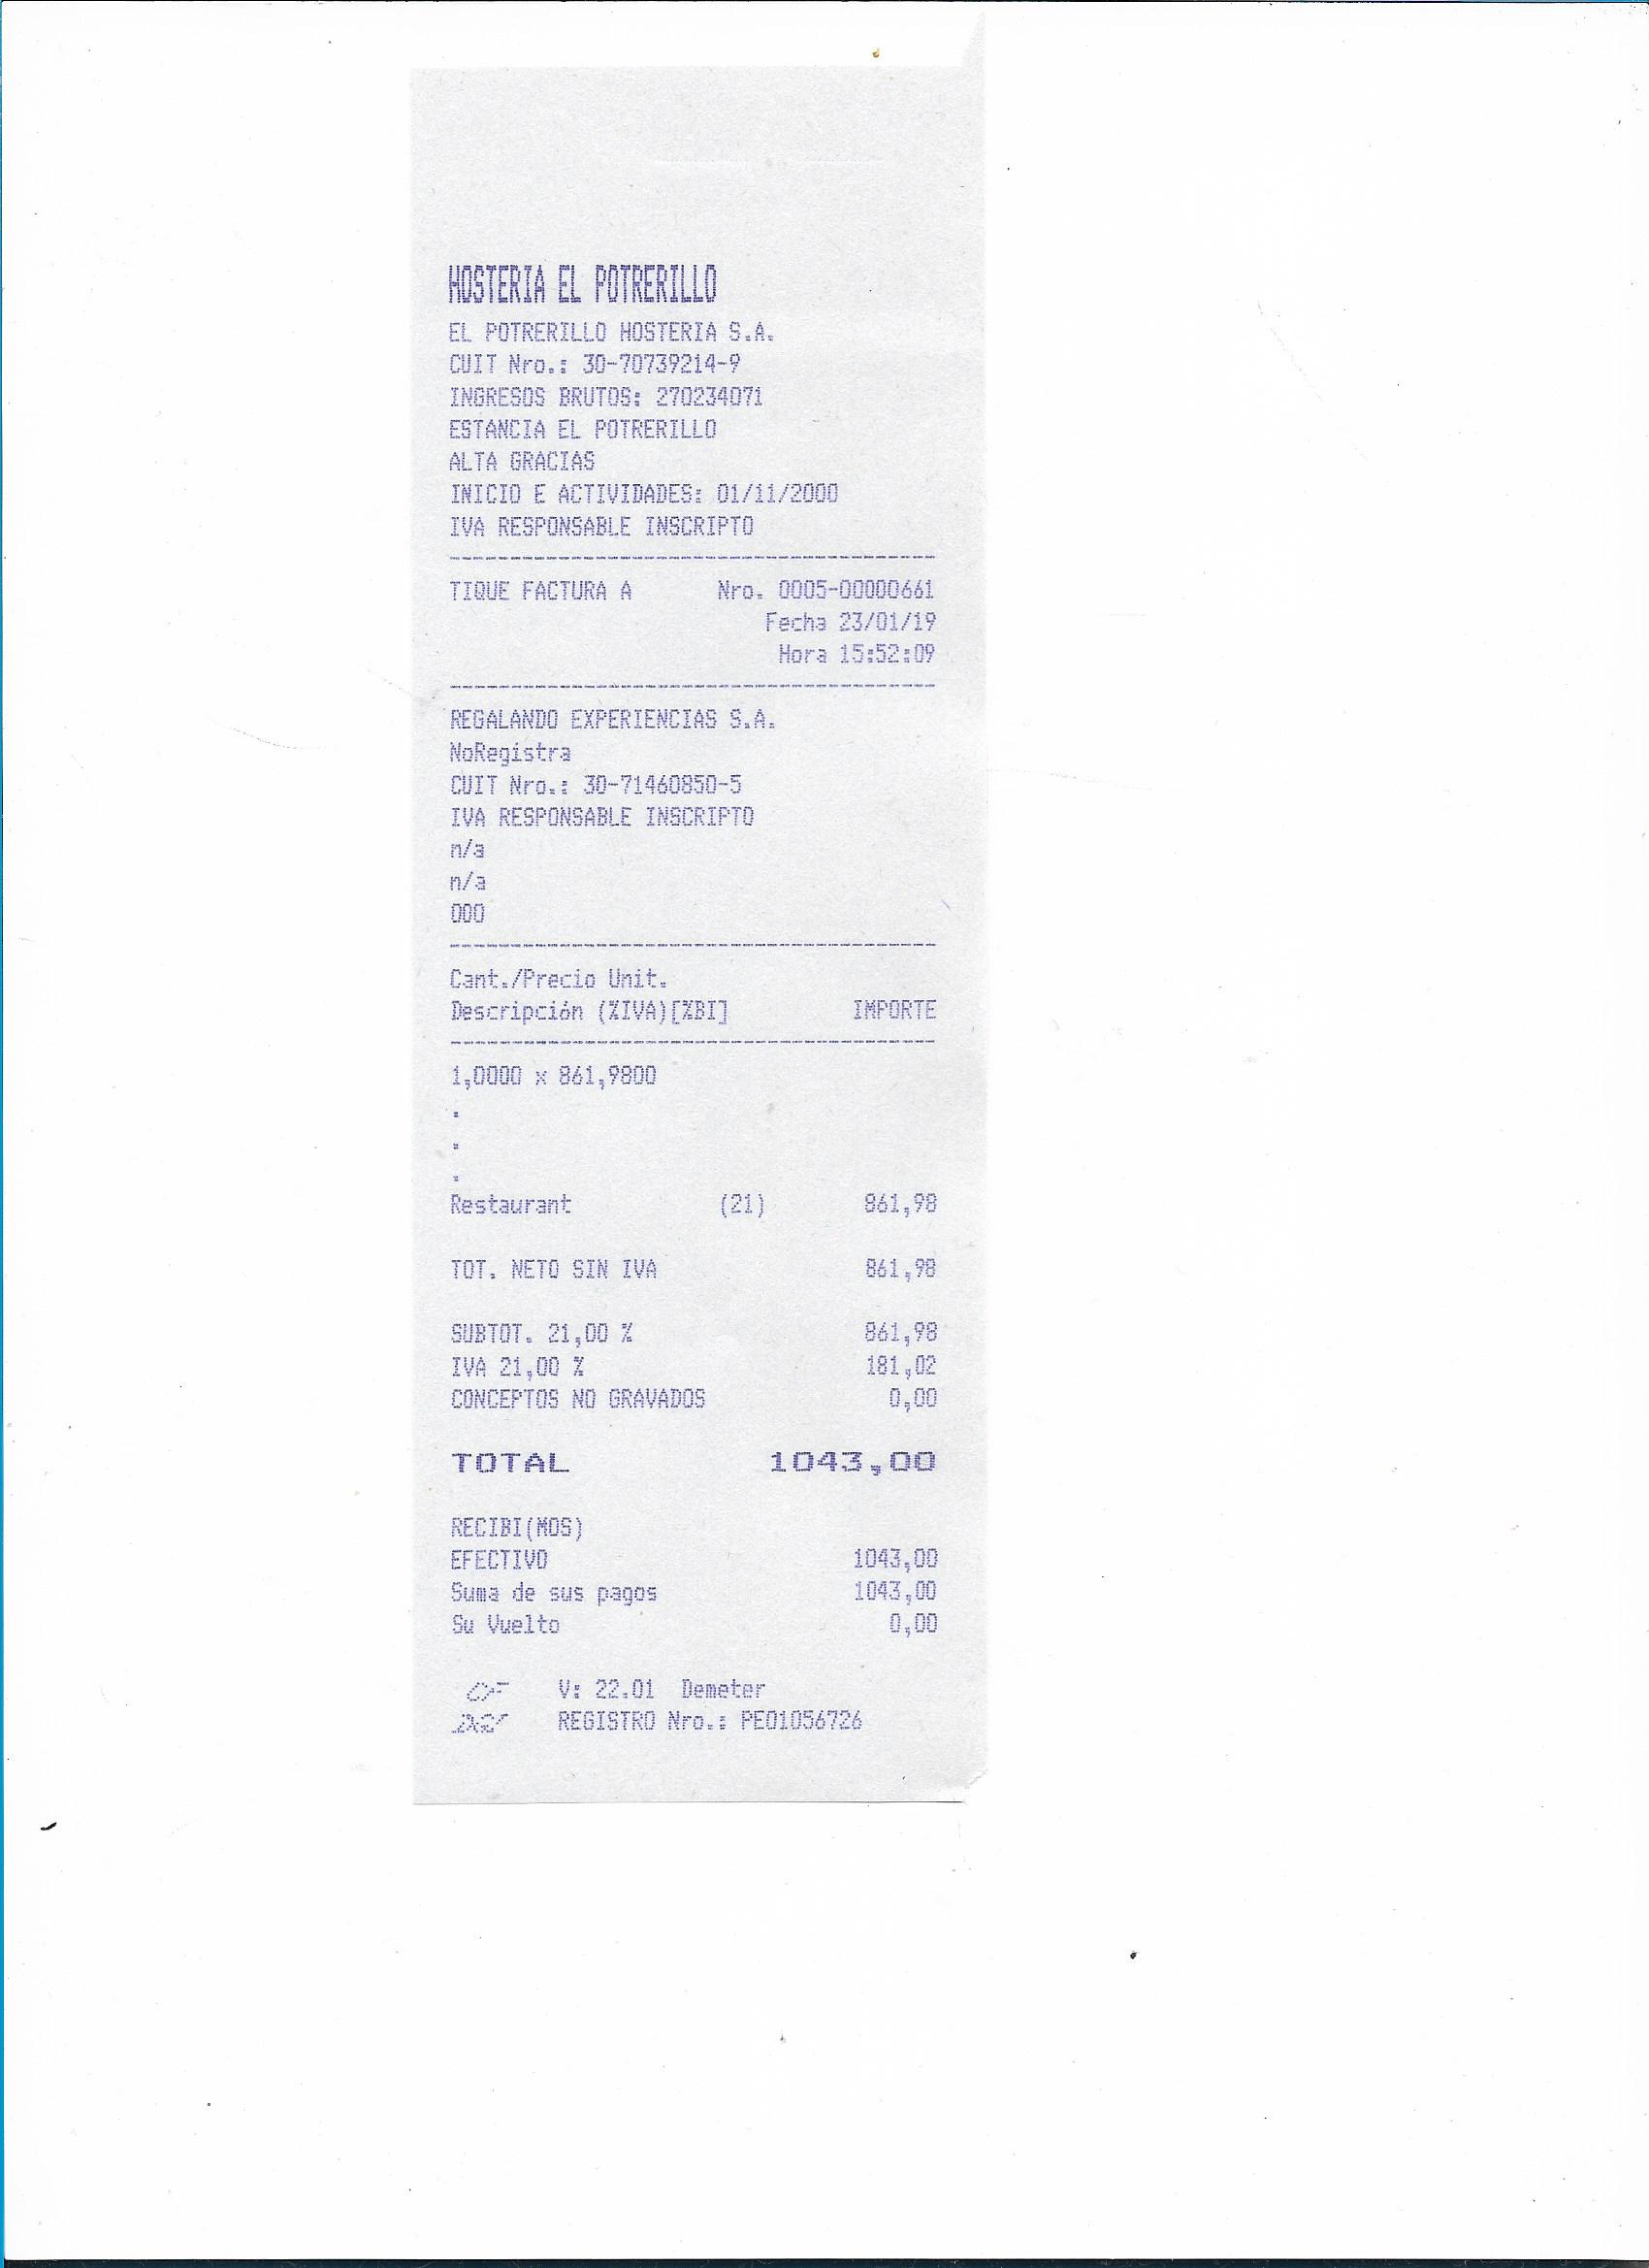 HOSTERIA EL POTRERILLO
EL POTRERILLO HOSTERIA S.A.
CUIT Nro.: 30-70739214-9
INGRESOS BRUTOS: 270234071
ESTANCIA EL POTRERILLO
ALTA GRACIAS
INICIO E ACTIVIDADES: 01/11/2000
IVA RESPONSABLE INSCRIPTO
TIQUE FACTURA A Nro. 0005-00000661
Fecha 23/01/19
Hora 15:52:09
REGALANDO EXPERIENCIAS S.A.
NoRegistra
CUIT Nro.: 30-71460850-5
IVA RESPONSABLE INSCRIPTO
n/a
n/a
000
Cant./Precio Unit.
Descripción (%IVA)[%BI] IMPORTE
1,0000 x 861,9800
.
.
.
Restaurant (21) 861,98
TOT. NETO SIN IVA 861,98
SUBTOT. 21,00 % 861,98
IVA 21,00 % 181,02
CONCEPTOS NO GRAVADOS 0,00
TOTAL 1043,00
RECIBI(MOS)
EFECTIVO 1043,00
Suma de sus pagos 1043,00
Su Vuelto 0,00
CF V: 22.01 Demeter
REGISTRO Nro.: PEO1056726